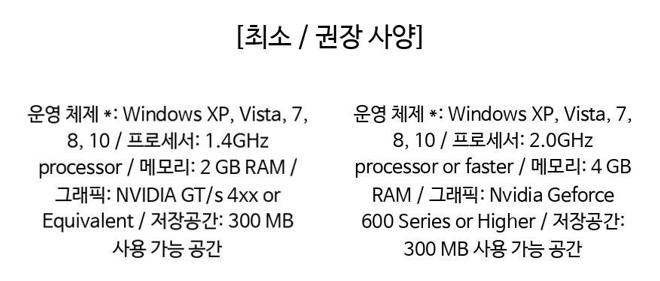 [최소 / 권장 사양]
운영 체제 *: Windows XP, Vista, 7,
8, 10 / 프로세서: 1.4GHz
processor / 메모리: 2 GB RAM /
그래픽: NVIDIA GT/s 4xx or
Equivalent / 저장공간: 300 MB
사용 가능 공간
운영 체제 *: Windows XP, Vista, 7,
8, 10 / 프로세서: 2.0GHz
processor or faster / 메모리: 4 GB
RAM / 그래픽: Nvidia Geforce
600 Series or Higher / 저장공간:
300 MB 사용 가능 공간